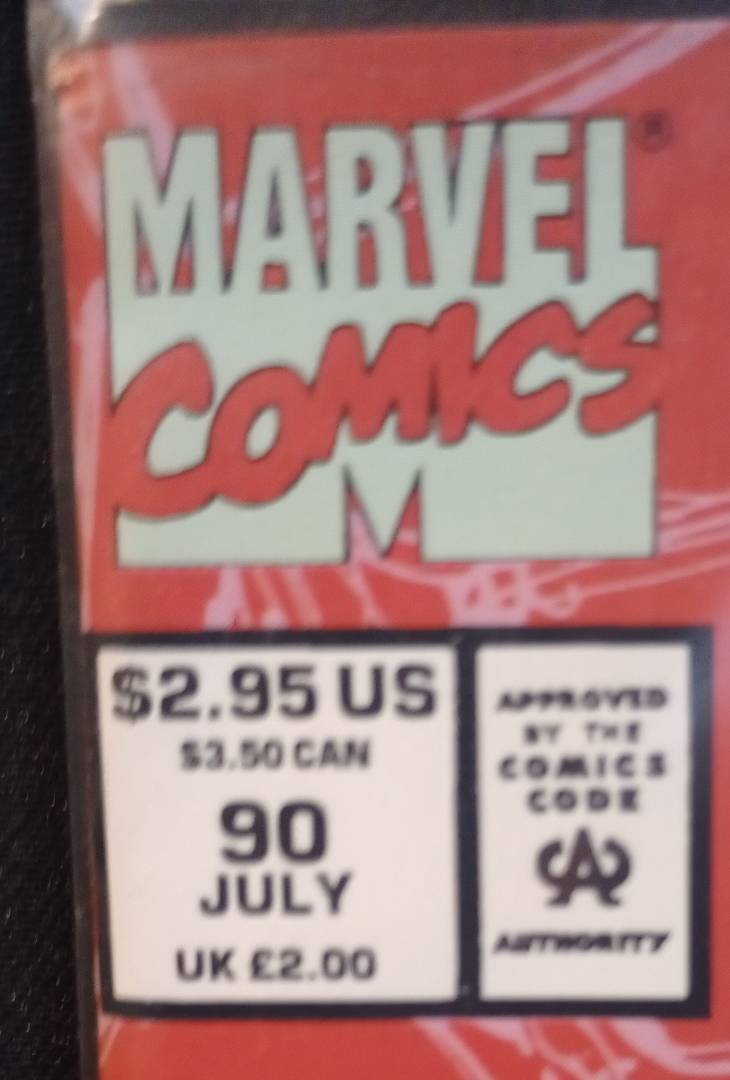 MARVEL®
COMICS
$2.95 US
$3.50 CAN
90
JULY
UK £2.00
APPROVED
BY THE
COMICS
CODE
A
AUTHORITY